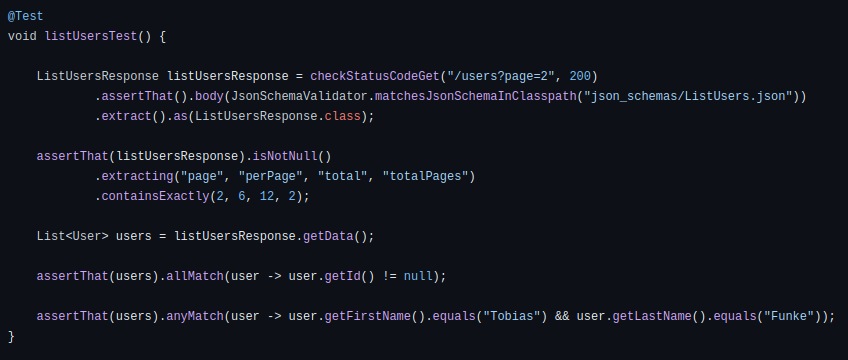 @Test
void listUsersTest() {
ListUsersResponse listUsersResponse = checkStatusCodeGet("/users?page=2", 200)
.assertThat().body(JsonSchemaValidator.matchesJsonSchemaInClasspath("json_schemas/ListUsers.json"))
.extract().as(ListUsersResponse.class);
assertThat(listUsersResponse).isNotNull()
.extracting("page", "perPage", "total", "totalPages")
.containsExactly(2, 6, 12, 2);
List<User> users = listUsersResponse.getData();
assertThat(users).allMatch(user -> user.getId() != null);
assertThat(users).anyMatch(user -> user.getFirstName().equals("Tobias") && user.getLastName().equals("Funke"));
}